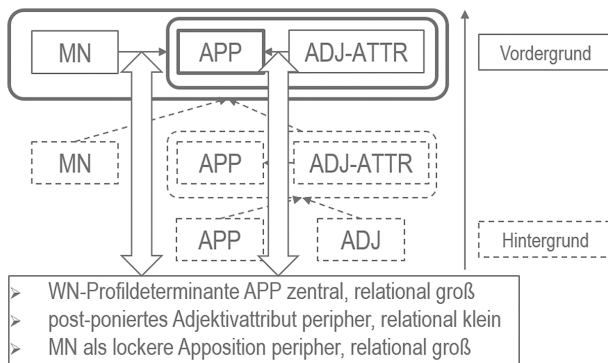 MN APP ADJ-ATTR Vordergrund
MN APP ADJ-ATTR
APP ADJ Hintergrund
➢ WN-Profildeterminante APP zentral, relational groß
➢ post-poniertes Adjektivattribut peripher, relational klein
➢ MN als lockere Apposition peripher, relational groß